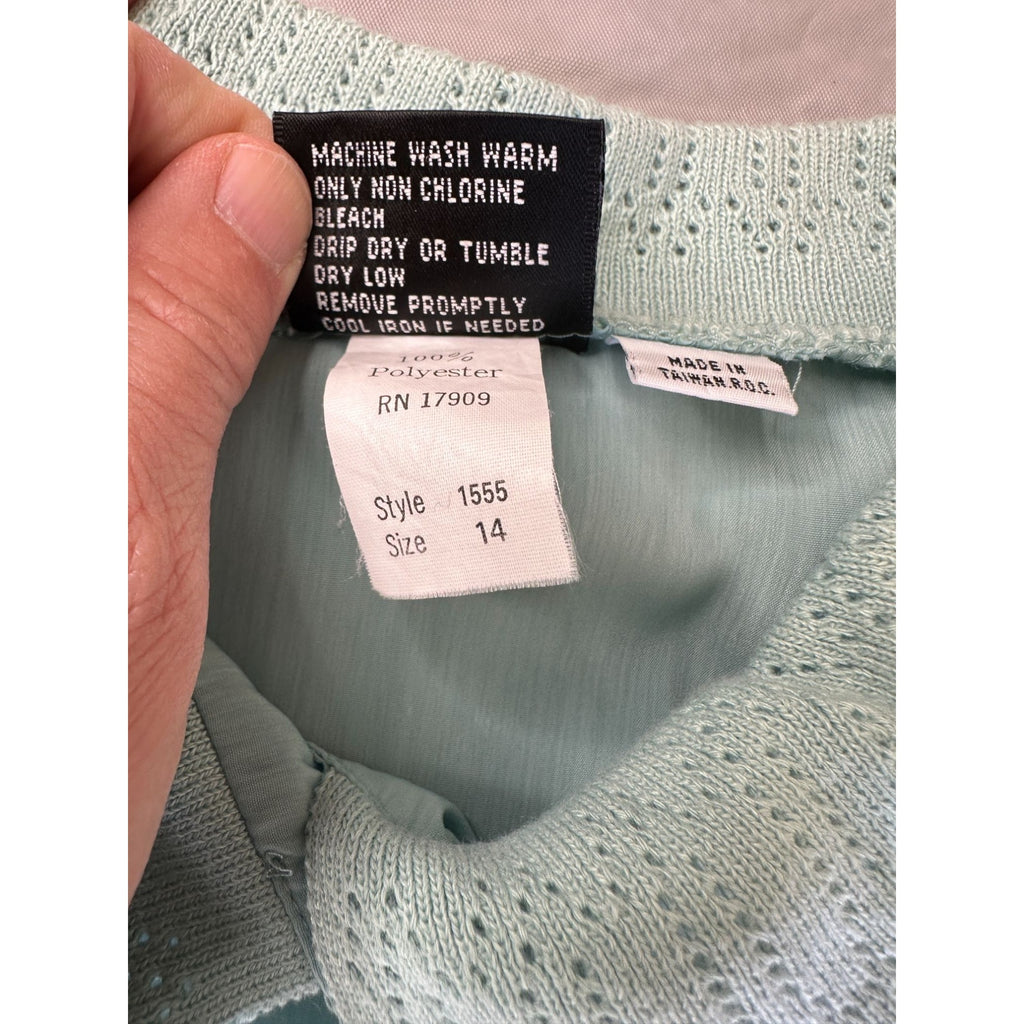 MACHINE WASH WARM
ONLY NON CHLORINE
BLEACH
DRIP DRY OR TUMBLE
DRY LOW
REMOVE PROMPTLY
COOL IRON IF NEEDED
100%
Polyester
RN 17909
Style 1555
Size 14
MADE IN
TAIWAN.R.O.C.